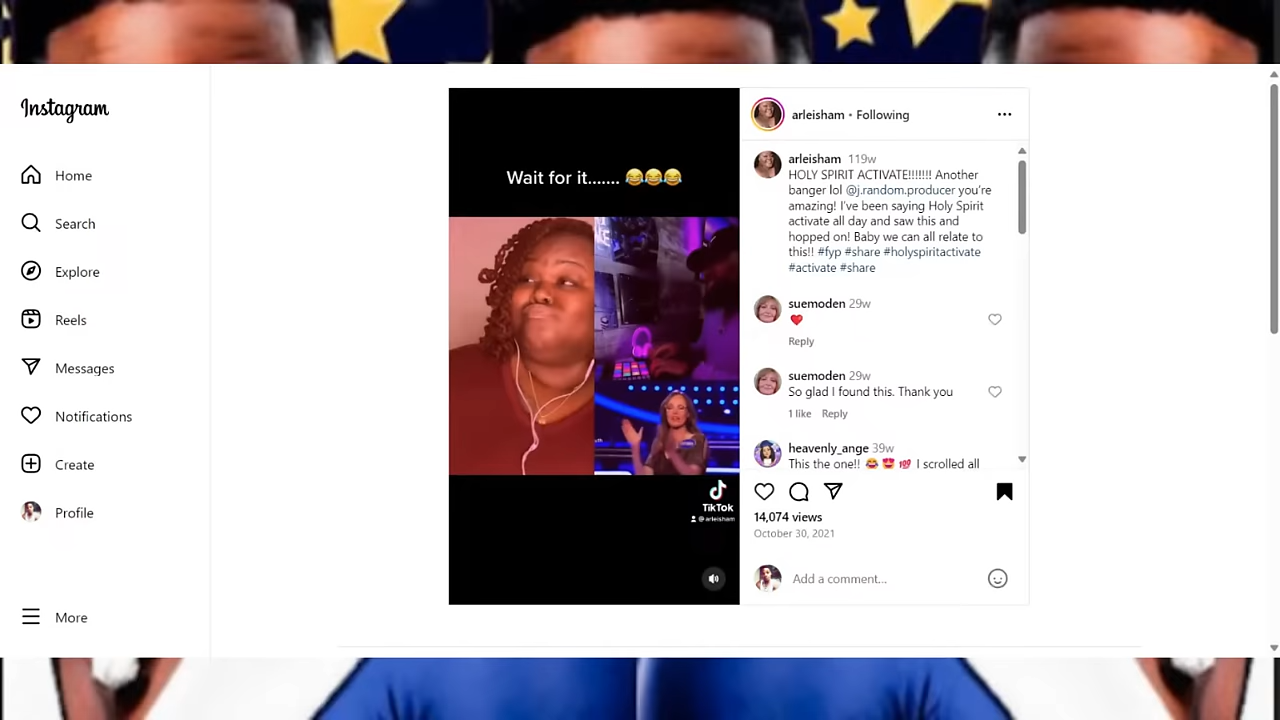 Instagram
Home
Search
Explore
Reels
Messages
Notifications
Create
Profile
More
Wait for it....... 😂😂😂
TikTok
@arleisham
arleisham • Following
arleisham 119w
HOLY SPIRIT ACTIVATE!!!!!!! Another
banger lol @j.random.producer you're
amazing! I've been saying Holy Spirit
activate all day and saw this and
hopped on! Baby we can all relate to
this!! #fyp #share #holyspiritactivate
#activate #share
suemoden 29w
❤️
Reply
suemoden 29w
So glad I found this. Thank you
1 like Reply
heavenly_ange 39w
This the one!! 😂 😍 💯 I scrolled all
14,074 views
October 30, 2021
Add a comment...